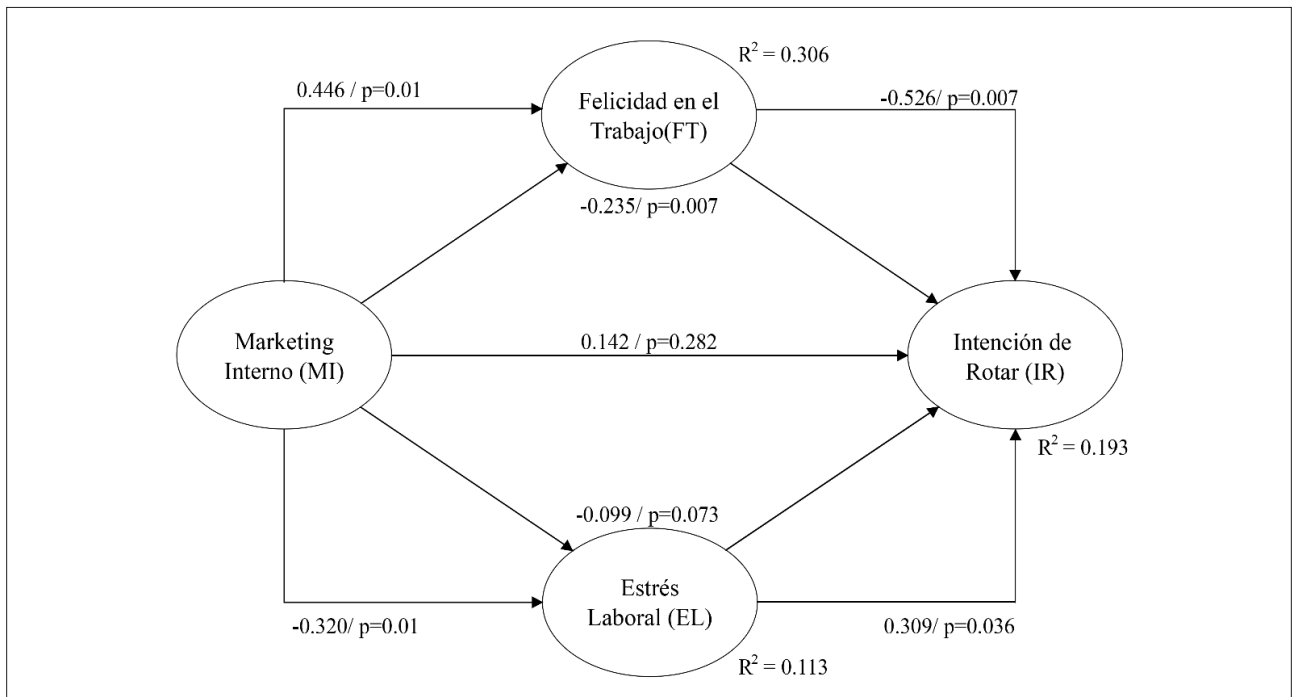 R² = 0.306
0.446 / p=0.01
Felicidad en el
Trabajo(FT)
-0.526/ p=0.007
-0.235/ p=0.007
Marketing
Interno (MI)
0.142 / p=0.282
Intención de
Rotar (IR)
R² = 0.193
-0.099 / p=0.073
Estrés
Laboral (EL)
-0.320/ p=0.01
0.309/ p=0.036
R² = 0.113